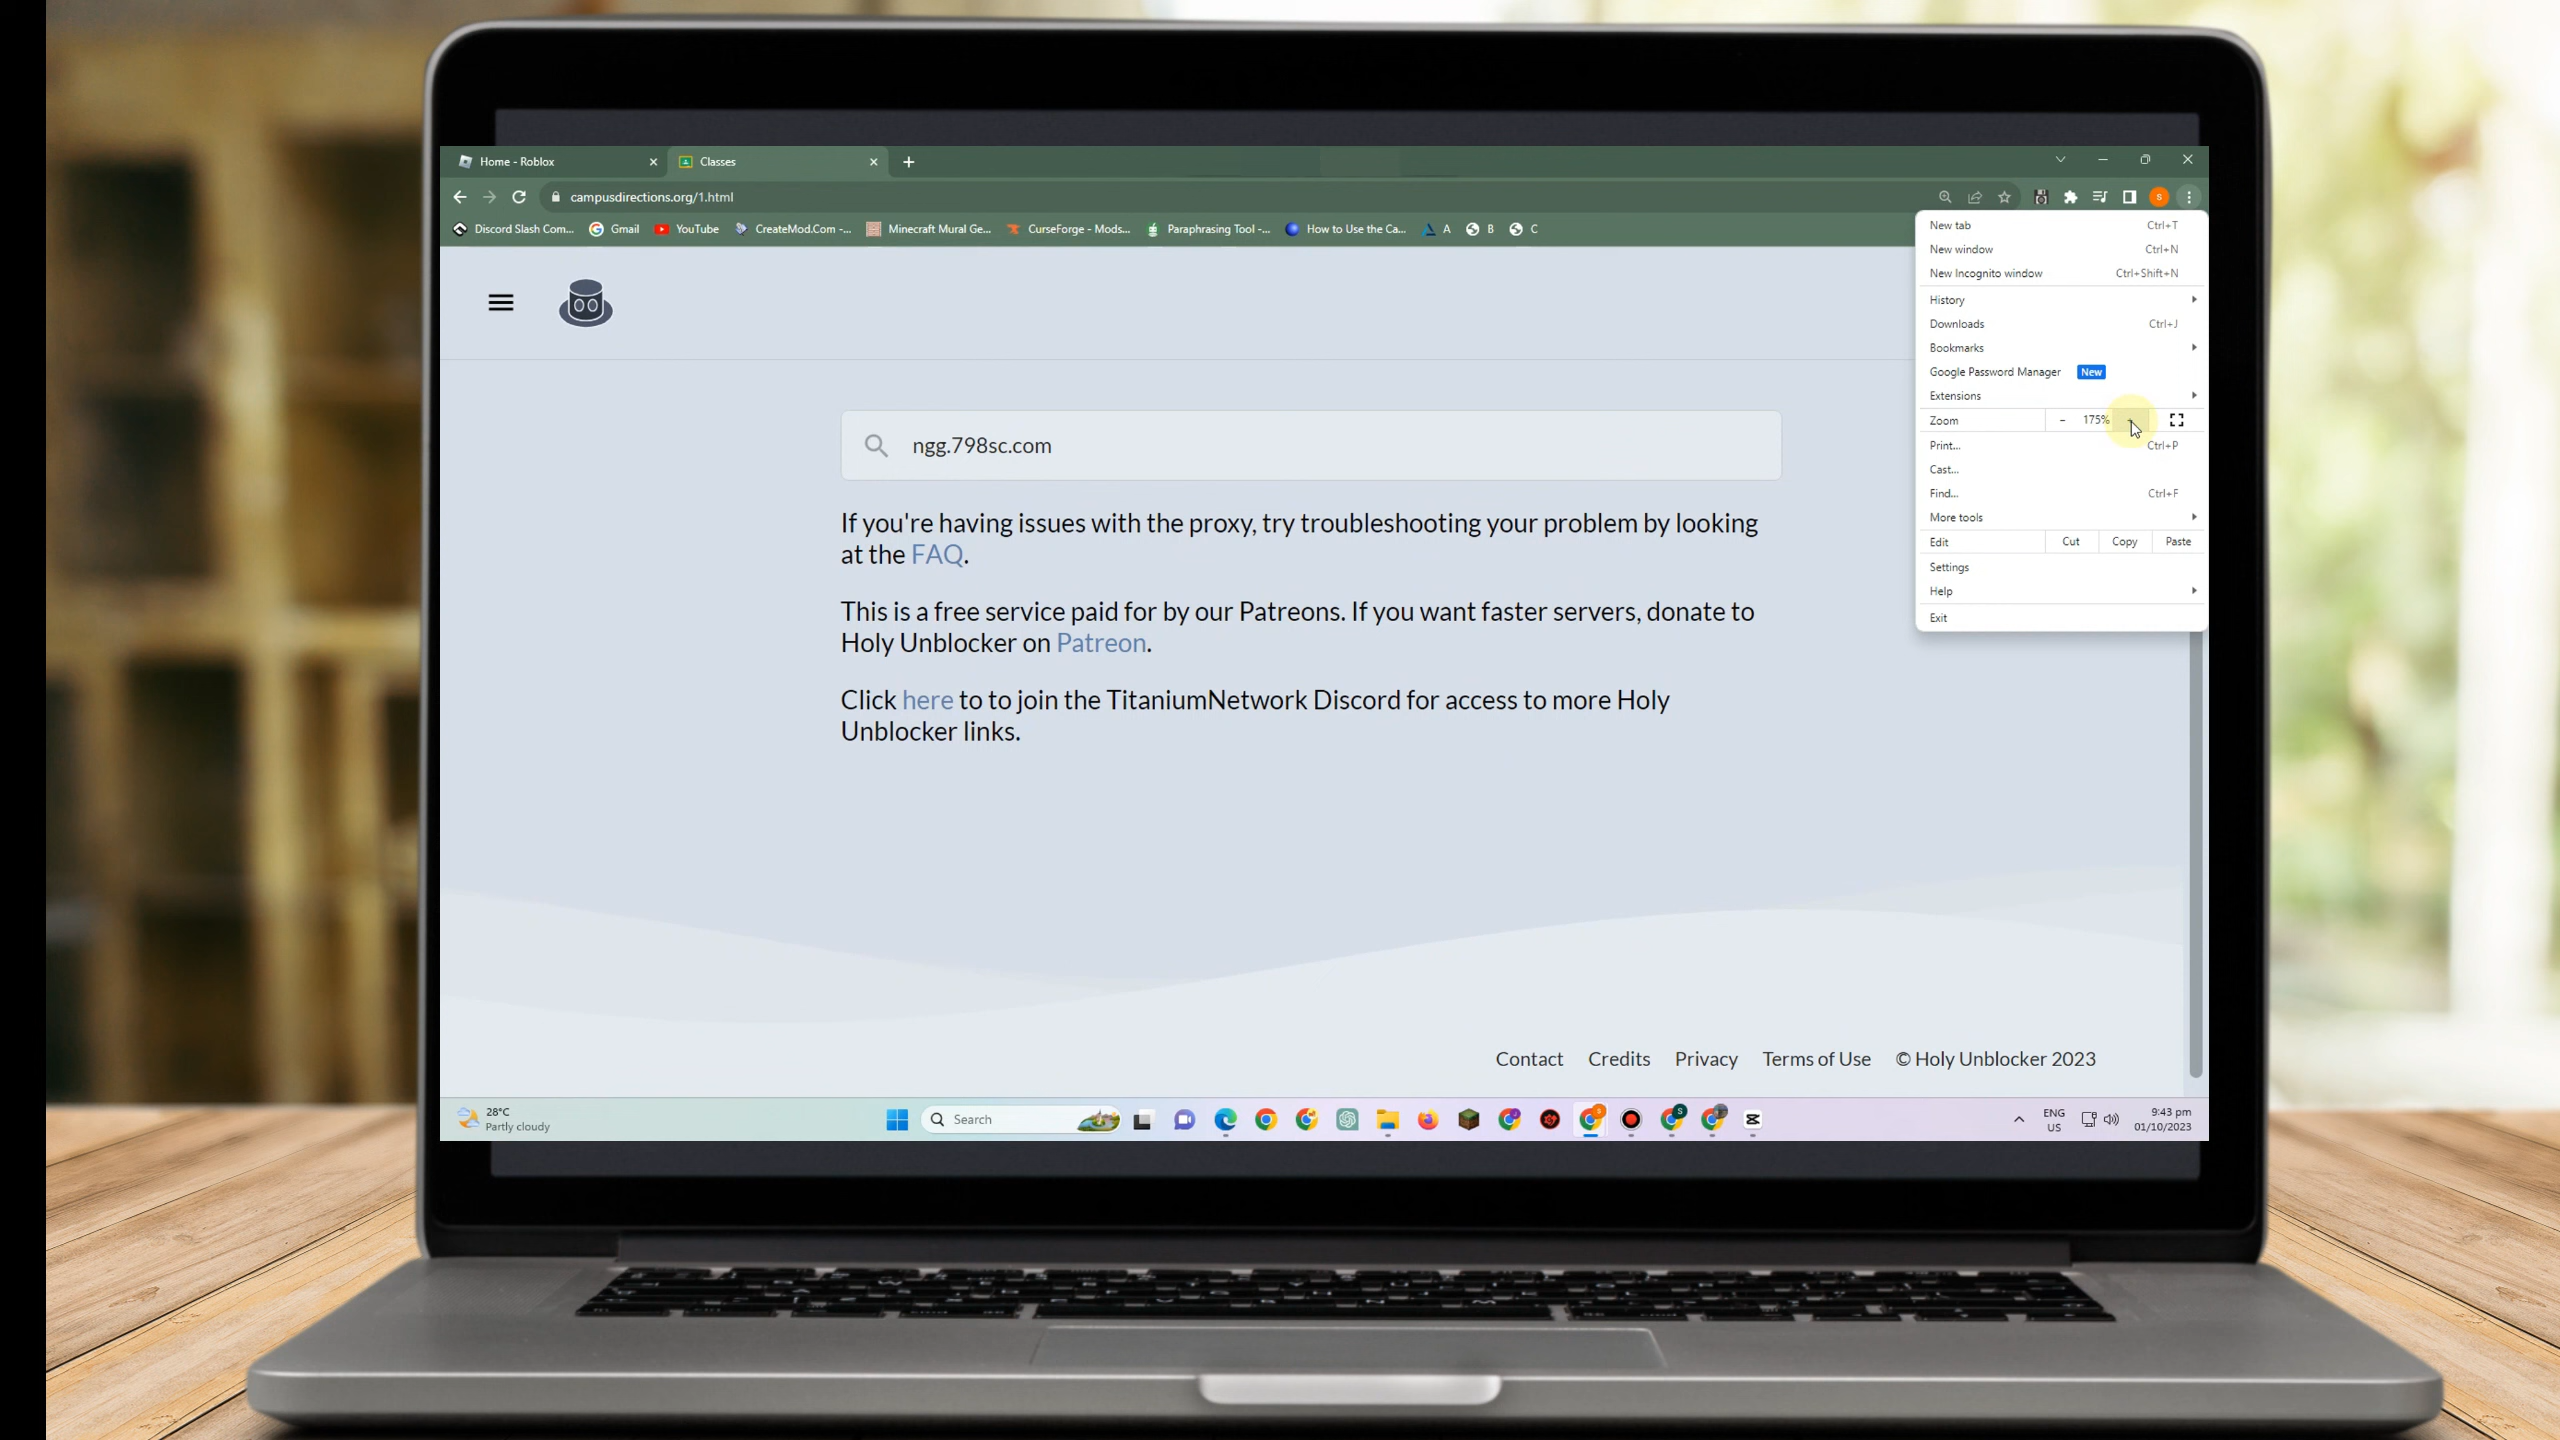 Home - Roblox
Classes
campusdirections.org/1.html
Discord Slash Com...
Gmail
YouTube
CreateMod.Com -...
Minecraft Mural Ge...
CurseForge - Mods...
Paraphrasing Tool -...
How to Use the Ca...
A
B
C
New tab Ctrl+T
New window Ctrl+N
New Incognito window Ctrl+Shift+N
History
Downloads Ctrl+J
Bookmarks
Google Password Manager New
Extensions
Zoom - 175%
Print... Ctrl+P
Cast...
Find... Ctrl+F
More tools
Edit Cut Copy Paste
Settings
Help
Exit
ngg.798sc.com
If you're having issues with the proxy, try troubleshooting your problem by looking
at the FAQ.
This is a free service paid for by our Patreons. If you want faster servers, donate to
Holy Unblocker on Patreon.
Click here to to join the TitaniumNetwork Discord for access to more Holy
Unblocker links.
Contact Credits Privacy Terms of Use © Holy Unblocker 2023
28°C
Partly cloudy
Search
ENG
US
9:43 pm
01/10/2023